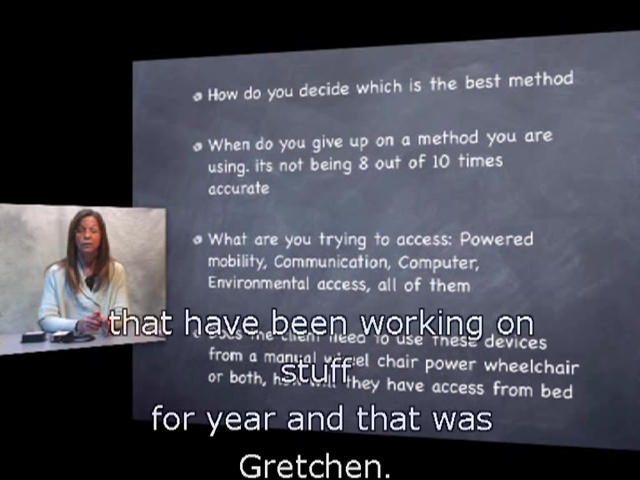 How do you decide which is the best method
When do you give up on a method you are
using. its not being 8 out of 10 times
accurate
What are you trying to access: Powered
mobility, Communication, Computer,
Environmental access, all of them
the client need to use these devices
from a manual wheel chair power wheelchair
or both, how will they have access from bed
that have been working on
stuff
for year and that was
Gretchen.